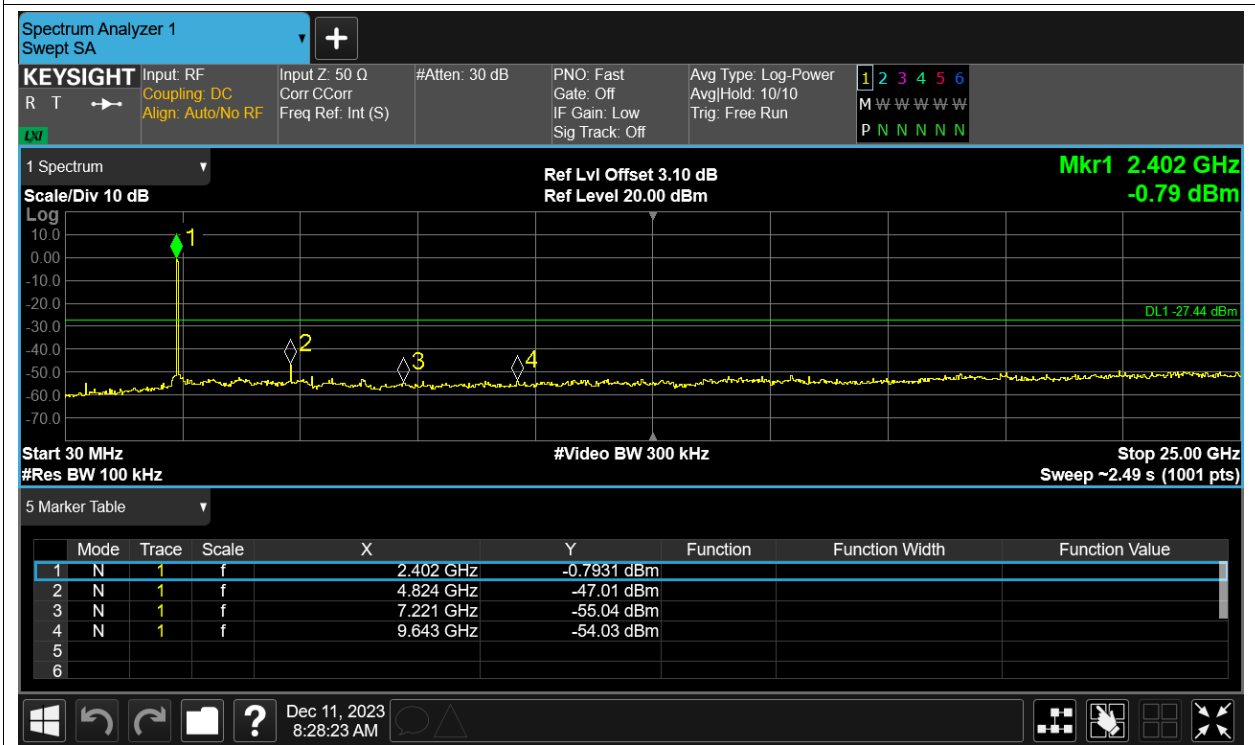 Spectrum Analyzer 1
Swept SA
+
KEYSIGHT
R T
LXI
Input: RF
Coupling: DC
Align: Auto/No RF
Input Z: 50 Ω
Corr CCorr
Freq Ref: Int (S)
#Atten: 30 dB
PNO: Fast
Gate: Off
IF Gain: Low
Sig Track: Off
Avg Type: Log-Power
Avg|Hold: 10/10
Trig: Free Run
1 2 3 4 5 6
M W W W W W
P N N N N N
1 Spectrum
Scale/Div 10 dB
Ref Lvl Offset 3.10 dB
Ref Level 20.00 dBm
Mkr1 2.402 GHz
-0.79 dBm
Log
10.0
0.00
-10.0
-20.0
-30.0
-40.0
-50.0
-60.0
-70.0
1
2
3
4
DL1 -27.44 dBm
Start 30 MHz
#Video BW 300 kHz
Stop 25.00 GHz
#Res BW 100 kHz
Sweep ~2.49 s (1001 pts)
5 Marker Table
Mode Trace Scale X Y Function Function Width Function Value
1 N 1 f 2.402 GHz -0.7931 dBm
2 N 1 f 4.824 GHz -47.01 dBm
3 N 1 f 7.221 GHz -55.04 dBm
4 N 1 f 9.643 GHz -54.03 dBm
5
6
?
Dec 11, 2023
8:28:23 AM